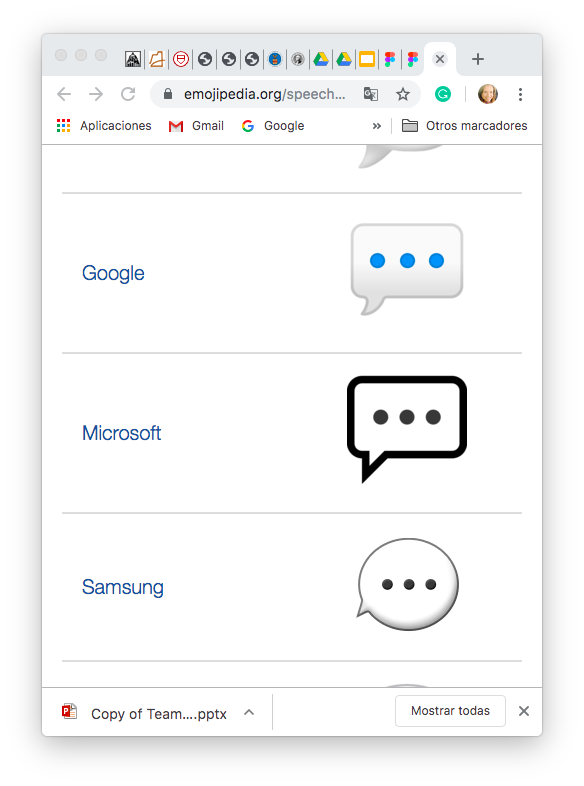 emojipedia.org/speech...
Aplicaciones Gmail Google » Otros marcadores
Google
Microsoft
Samsung
Copy of Team....pptx Mostrar todas